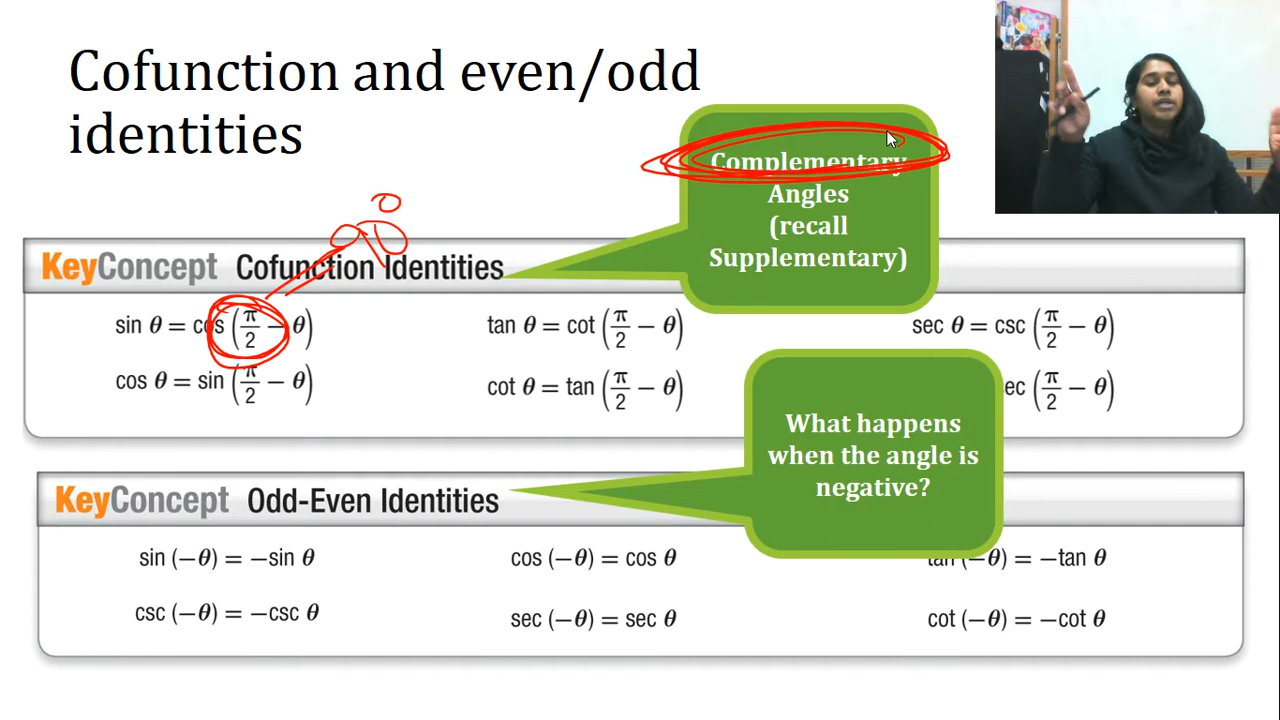 Cofunction and even/odd
identities
Complementary
Angles
(recall
Supplementary)
90°
KeyConcept Cofunction Identities
sin θ = cos (π/2 − θ)
tan θ = cot (π/2 − θ)
sec θ = csc (π/2 − θ)
cos θ = sin (π/2 − θ)
cot θ = tan (π/2 − θ)
(π/2 − θ)
What happens
when the angle is
negative?
KeyConcept Odd-Even Identities
sin (−θ) = −sin θ
cos (−θ) = cos θ
tan (−θ) = −tan θ
csc (−θ) = −csc θ
sec (−θ) = sec θ
cot (−θ) = −cot θ